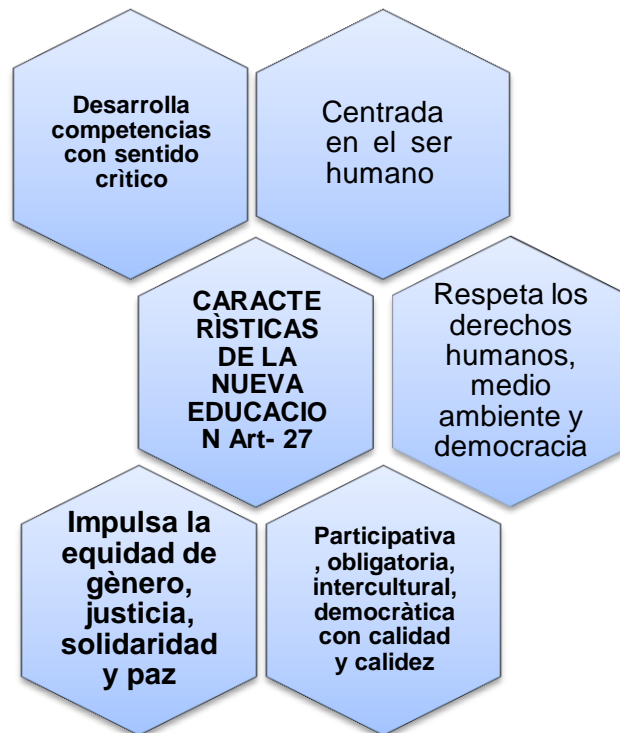 Desarrolla
competencias
con sentido
crìtico
Centrada
en el ser
humano
CARACTE
RÌSTICAS
DE LA
NUEVA
EDUCACIO
N Art- 27
Respeta los
derechos
humanos,
medio
ambiente y
democracia
Impulsa la
equidad de
gènero,
justicia,
solidaridad
y paz
Participativa
, obligatoria,
intercultural,
democràtica
con calidad
y calidez